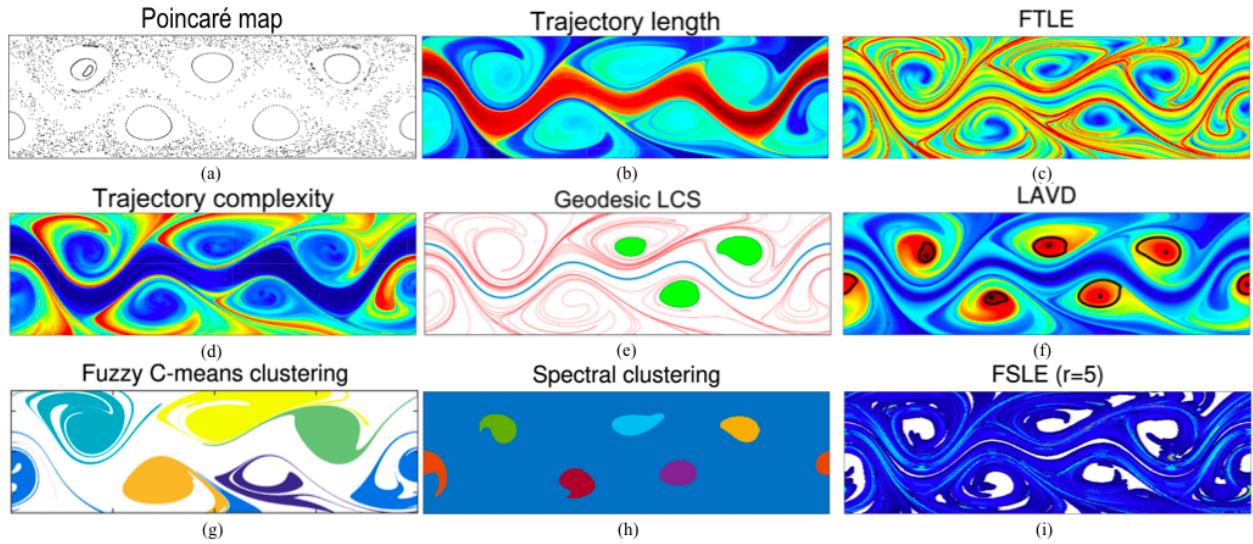 Poincaré map
Trajectory length
FTLE
(a)
(b)
(c)
Trajectory complexity
Geodesic LCS
LAVD
(d)
(e)
(f)
Fuzzy C-means clustering
Spectral clustering
FSLE (r=5)
(g)
(h)
(i)